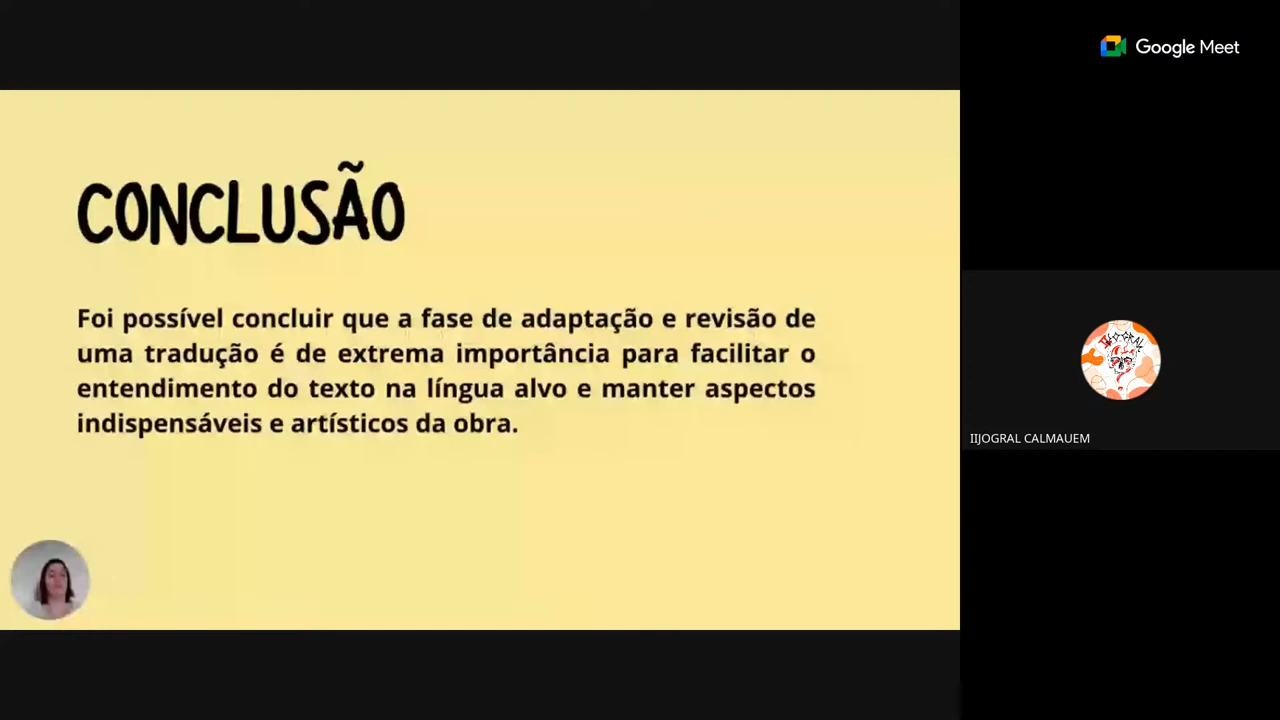 Google Meet
CONCLUSÃO
Foi possível concluir que a fase de adaptação e revisão de
uma tradução é de extrema importância para facilitar o
entendimento do texto na língua alvo e manter aspectos
indispensáveis e artísticos da obra.
IIJOGRAL CALMAUEM